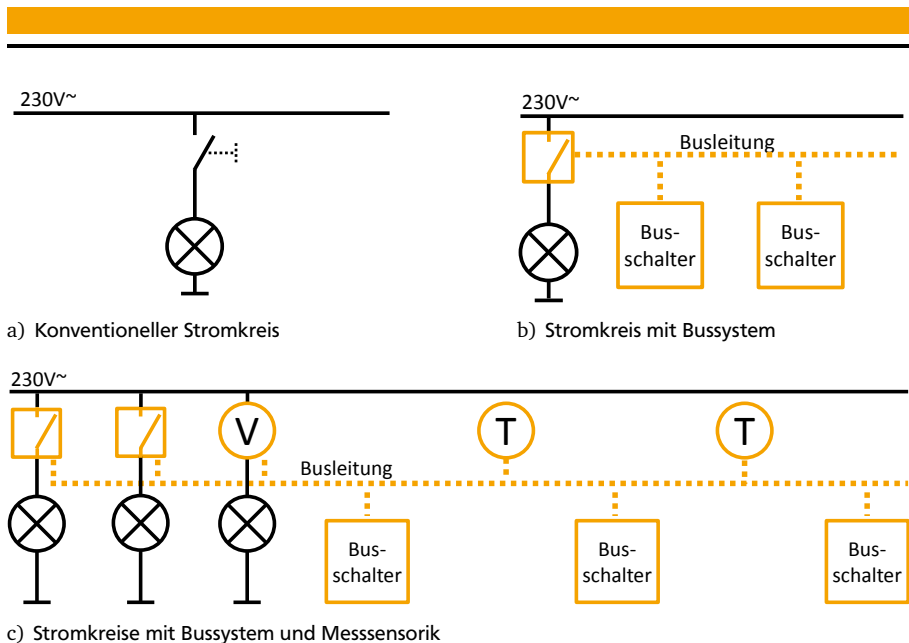 230V~
a) Konventioneller Stromkreis
230V~
Busleitung
Bus-
schalter
Bus-
schalter
b) Stromkreis mit Bussystem
230V~
V
T
T
Busleitung
Bus-
schalter
Bus-
schalter
Bus-
schalter
c) Stromkreise mit Bussystem und Messsensorik